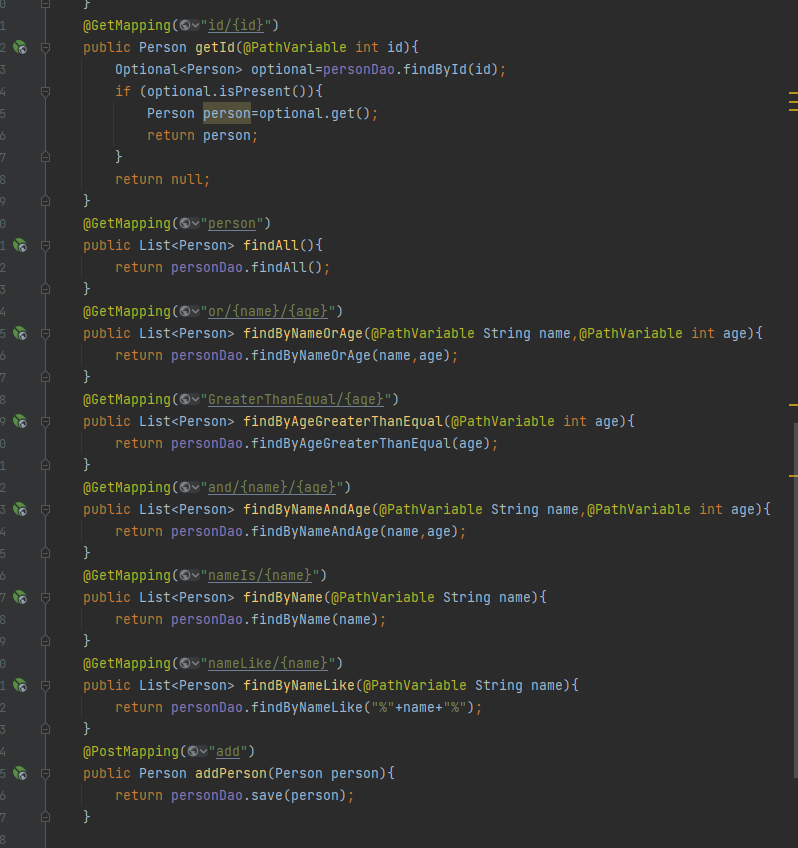 }
@GetMapping("id/{id}")
public Person getId(@PathVariable int id){
Optional<Person> optional=personDao.findById(id);
if (optional.isPresent()){
Person person=optional.get();
return person;
}
return null;
}
@GetMapping("person")
public List<Person> findAll(){
return personDao.findAll();
}
@GetMapping("or/{name}/{age}")
public List<Person> findByNameOrAge(@PathVariable String name,@PathVariable int age){
return personDao.findByNameOrAge(name,age);
}
@GetMapping("GreaterThanEqual/{age}")
public List<Person> findByAgeGreaterThanEqual(@PathVariable int age){
return personDao.findByAgeGreaterThanEqual(age);
}
@GetMapping("and/{name}/{age}")
public List<Person> findByNameAndAge(@PathVariable String name,@PathVariable int age){
return personDao.findByNameAndAge(name,age);
}
@GetMapping("nameIs/{name}")
public List<Person> findByName(@PathVariable String name){
return personDao.findByName(name);
}
@GetMapping("nameLike/{name}")
public List<Person> findByNameLike(@PathVariable String name){
return personDao.findByNameLike("%"+name+"%");
}
@PostMapping("add")
public Person addPerson(Person person){
return personDao.save(person);
}